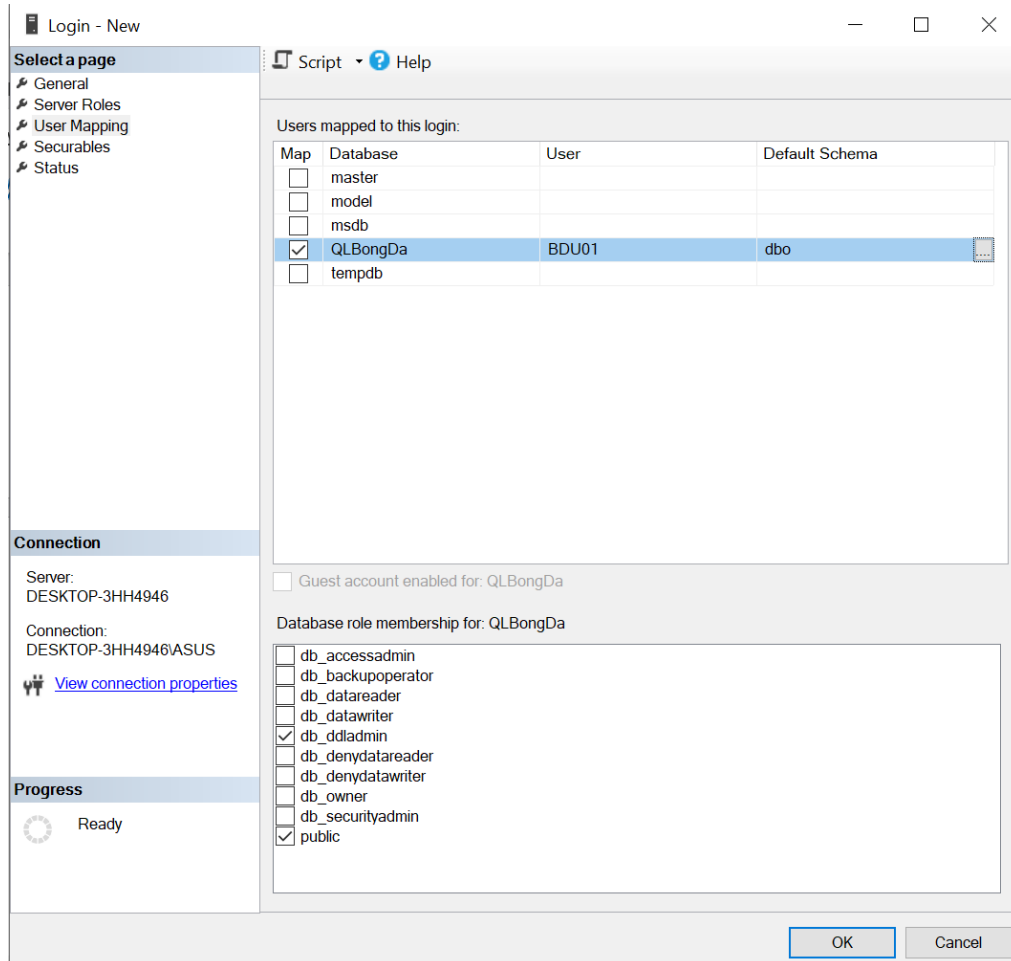 Login - New
Select a page
General
Server Roles
User Mapping
Securables
Status
Script Help
Users mapped to this login:
Map Database User Default Schema
master
model
msdb
QLBongDa BDU01 dbo ....
tempdb
Guest account enabled for: QLBongDa
Database role membership for: QLBongDa
db_accessadmin
db_backupoperator
db_datareader
db_datawriter
db_ddladmin
db_denydatareader
db_denydatawriter
db_owner
db_securityadmin
public
Connection
Server:
DESKTOP-3HH4946
Connection:
DESKTOP-3HH4946\ASUS
View connection properties
Progress
Ready
OK Cancel